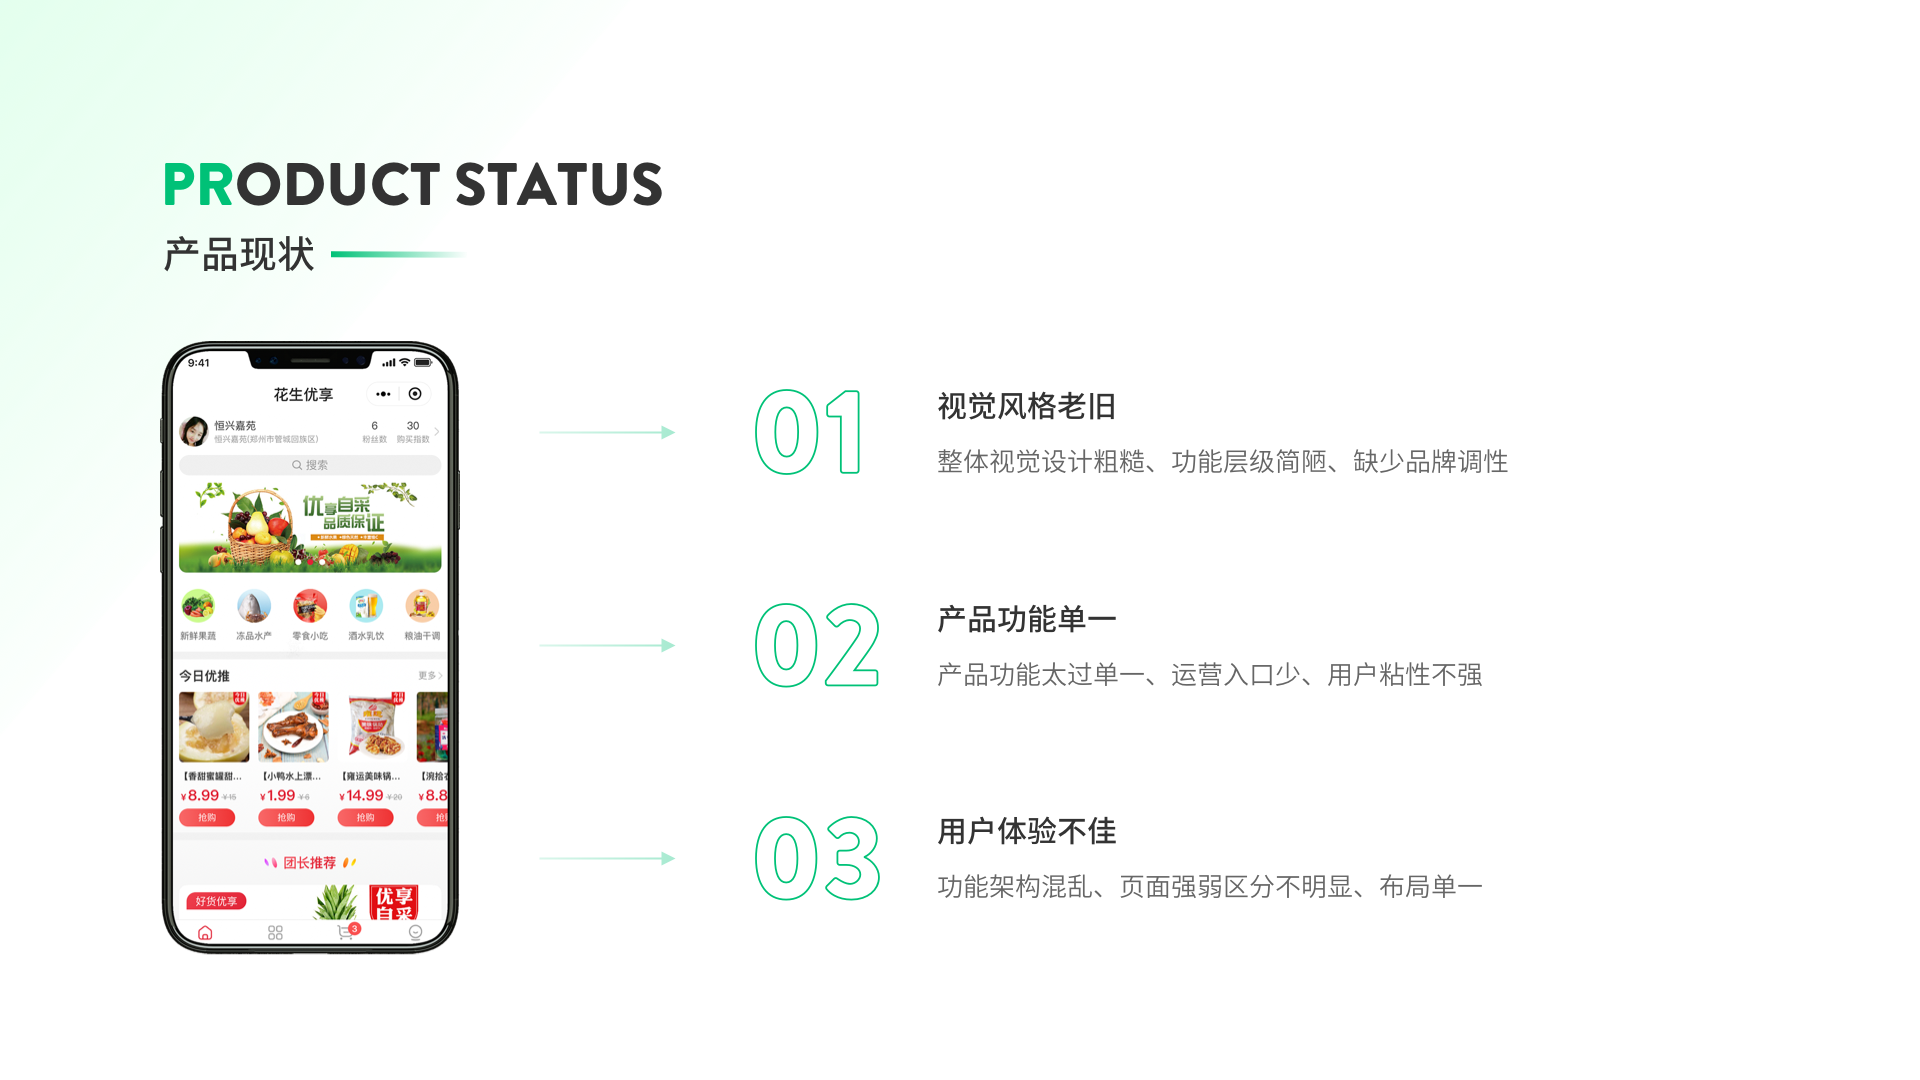 PRODUCT STATUS
产品现状
9:41
花生优享
恒兴嘉苑
恒兴嘉苑(郑州市管城回族区)
6
粉丝数
30
购买指数
搜索
优享自采
品质保证
新鲜果蔬
冻品水产
零食小吃
酒水乳饮
粮油干调
今日优推
更多
【香甜蜜罐甜...
【小鸭水上漂...
【雍运美味锅...
¥8.99 ¥15
¥1.99 ¥6
¥14.99 ¥20
¥8.8
抢购
抢购
抢购
抢
团长推荐
好货优享
优享
自采
3
01
视觉风格老旧
整体视觉设计粗糙、功能层级简陋、缺少品牌调性
02
产品功能单一
产品功能太过单一、运营入口少、用户粘性不强
03
用户体验不佳
功能架构混乱、页面强弱区分不明显、布局单一